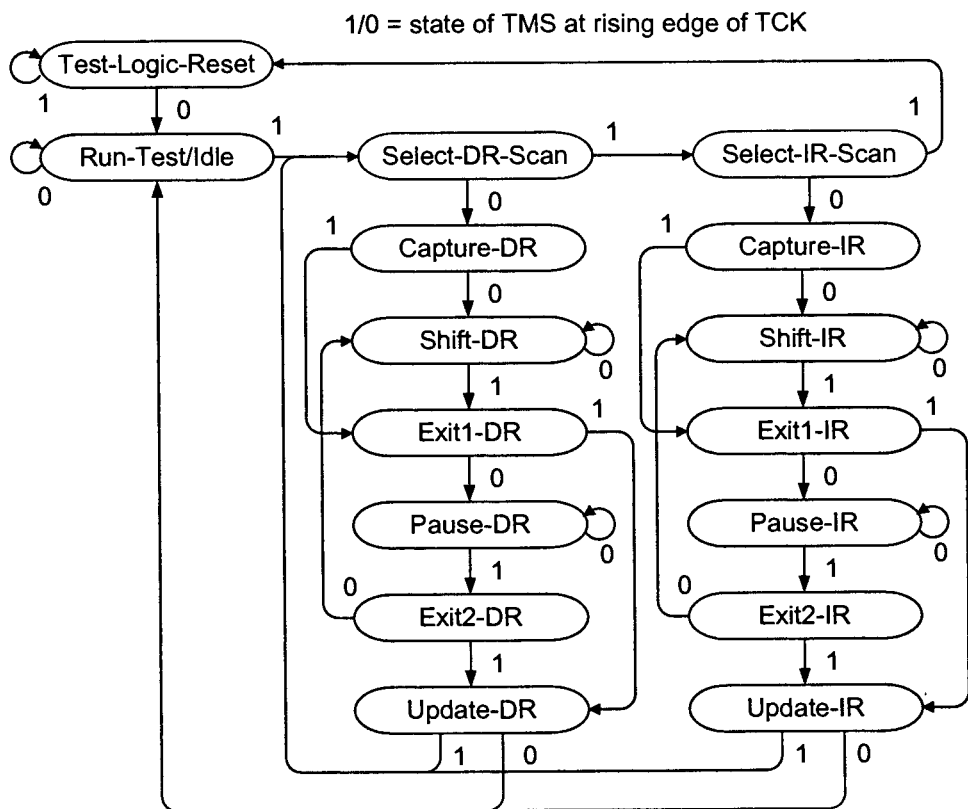 1/0 = state of TMS at rising edge of TCK
Test-Logic-Reset
1
0
1
Run-Test/Idle
0
1
Select-DR-Scan
1
Select-IR-Scan
0
0
1
Capture-DR
1
Capture-IR
0
0
Shift-DR
0
Shift-IR
0
1
1
Exit1-DR
1
Exit1-IR
1
0
0
Pause-DR
0
Pause-IR
0
1
1
0
Exit2-DR
0
Exit2-IR
1
1
Update-DR
Update-IR
1
0
1
0